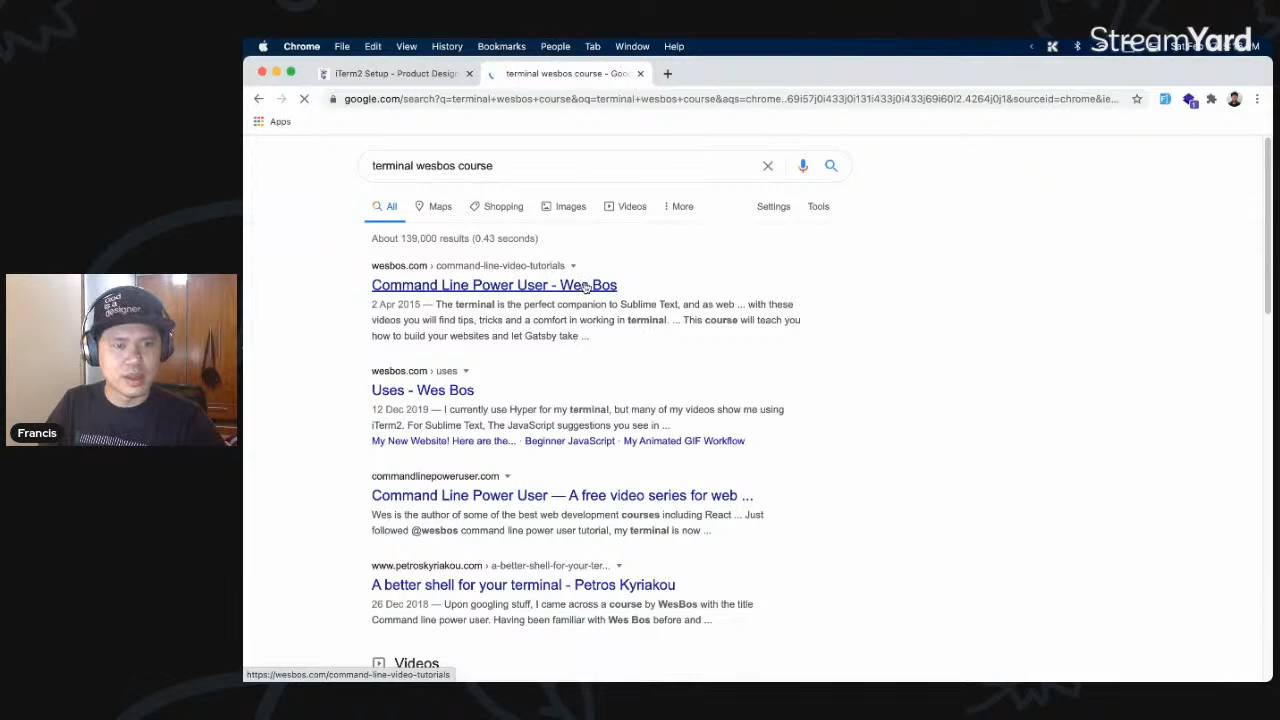 StreamYard
Chrome File Edit View History Bookmarks People Tab Window Help
iTerm2 Setup - Product Design
terminal wesbos course - Goo
google.com/search?q=terminal+wesbos+course&oq=terminal+wesbos+course&aqs=chrome..69i57j0i433j0i131i433j0i433j69i60l2.4264j0j1&sourceid=chrome&ie...
Apps
terminal wesbos course
All Maps Shopping Images Videos More Settings Tools
About 139,000 results (0.43 seconds)
wesbos.com › command-line-video-tutorials
Command Line Power User - Wes Bos
2 Apr 2015 — The terminal is the perfect companion to Sublime Text, and as web ... with these
videos you will find tips, tricks and a comfort in working in terminal. ... This course will teach you
how to build your websites and let Gatsby take ...
wesbos.com › uses
Uses - Wes Bos
12 Dec 2019 — I currently use Hyper for my terminal, but many of my videos show me using
iTerm2. For Sublime Text, The JavaScript suggestions you see in ...
My New Website! Here are the... · Beginner JavaScript · My Animated GIF Workflow
commandlinepoweruser.com
Command Line Power User — A free video series for web ...
Wes is the author of some of the best web development courses including React ... Just
followed @wesbos command line power user tutorial, my terminal is now ...
www.petroskyriakou.com › a-better-shell-for-your-ter...
A better shell for your terminal - Petros Kyriakou
26 Dec 2018 — Upon googling stuff, I came across a course by WesBos with the title
Command line power user. Having been familiar with Wes Bos before and ...
Videos
https://wesbos.com/command-line-video-tutorials
god
is a
designer
Francis